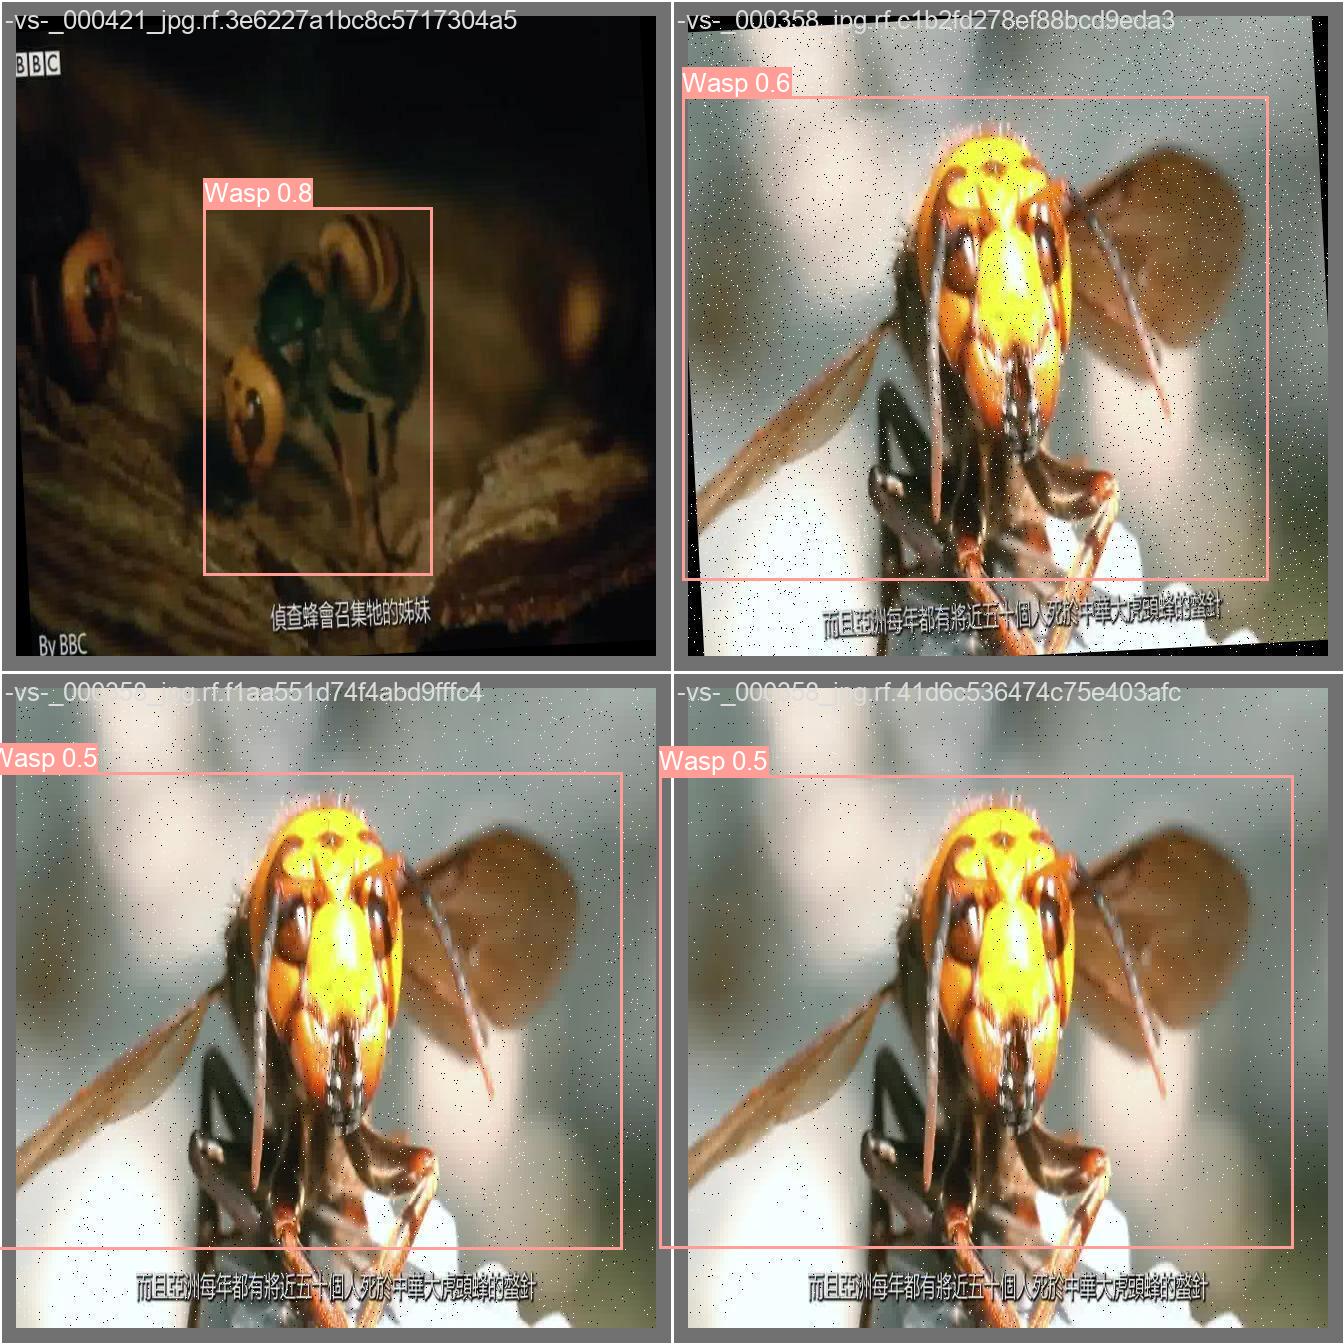 -vs-_000421_jpg.rf.3e6227a1bc8c5717304a5
BBC
Wasp 0.8
偵查蜂會召集牠的姊妹
By BBC
-vs-_000358_jpg.rf.c1b2fd278ef88bcd9eda3
Wasp 0.6
而且亞洲每年都有將近五十個人死於中華大虎頭蜂的螫針
-vs-_000358_jpg.rf.f1aa551d74f4abd9fffc4
Wasp 0.5
而且亞洲每年都有將近五十個人死於中華大虎頭蜂的螫針
-vs-_000358_jpg.rf.41d6c536474c75e403afc
Wasp 0.5
而且亞洲每年都有將近五十個人死於中華大虎頭蜂的螫針